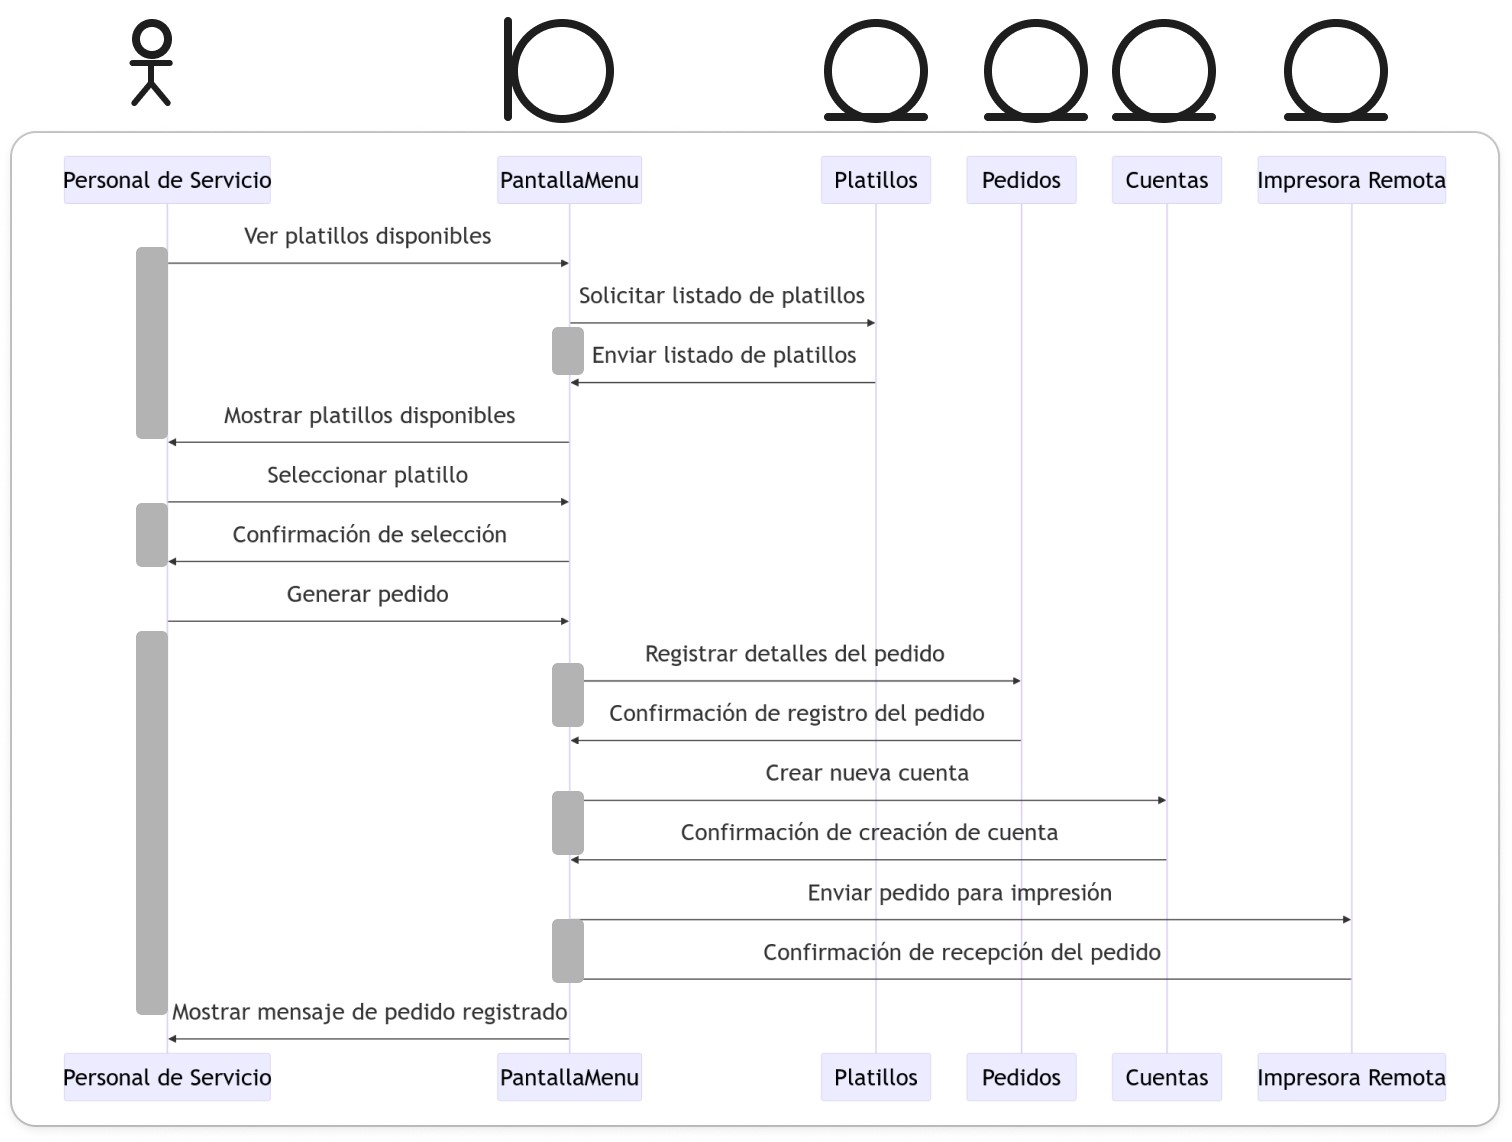 Personal de Servicio
PantallaMenu
Platillos
Pedidos
Cuentas
Impresora Remota
Ver platillos disponibles
Solicitar listado de platillos
Enviar listado de platillos
Mostrar platillos disponibles
Seleccionar platillo
Confirmación de selección
Generar pedido
Registrar detalles del pedido
Confirmación de registro del pedido
Crear nueva cuenta
Confirmación de creación de cuenta
Enviar pedido para impresión
Confirmación de recepción del pedido
Mostrar mensaje de pedido registrado
Personal de Servicio
PantallaMenu
Platillos
Pedidos
Cuentas
Impresora Remota